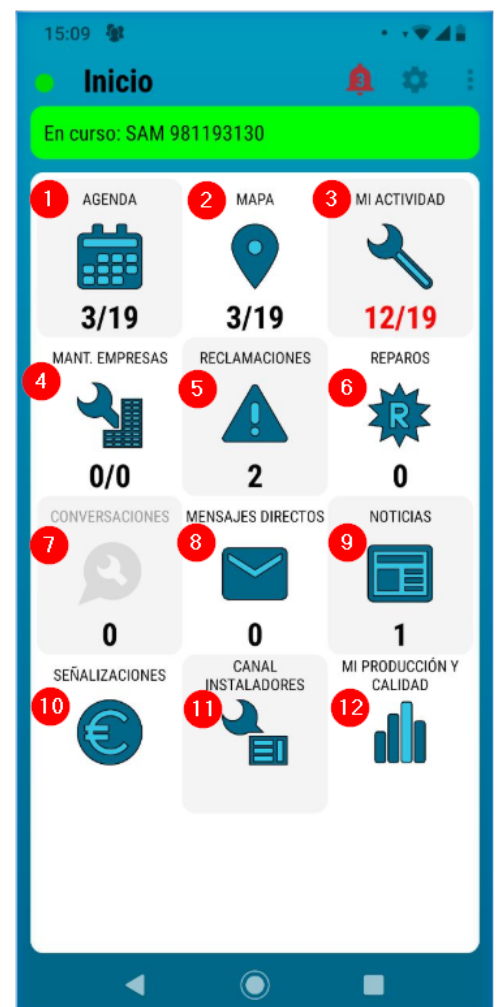 15:09
Inicio
3
En curso: SAM 981193130
1 AGENDA
2 MAPA
3 MI ACTIVIDAD
3/19
3/19
12/19
MANT. EMPRESAS
RECLAMACIONES
REPAROS
4
5
6
R
0/0
2
0
CONVERSACIONES
MENSAJES DIRECTOS
NOTICIAS
7
8
9
0
0
1
SEÑALIZACIONES
CANAL
INSTALADORES
MI PRODUCCIÓN Y
CALIDAD
10
€
11
12